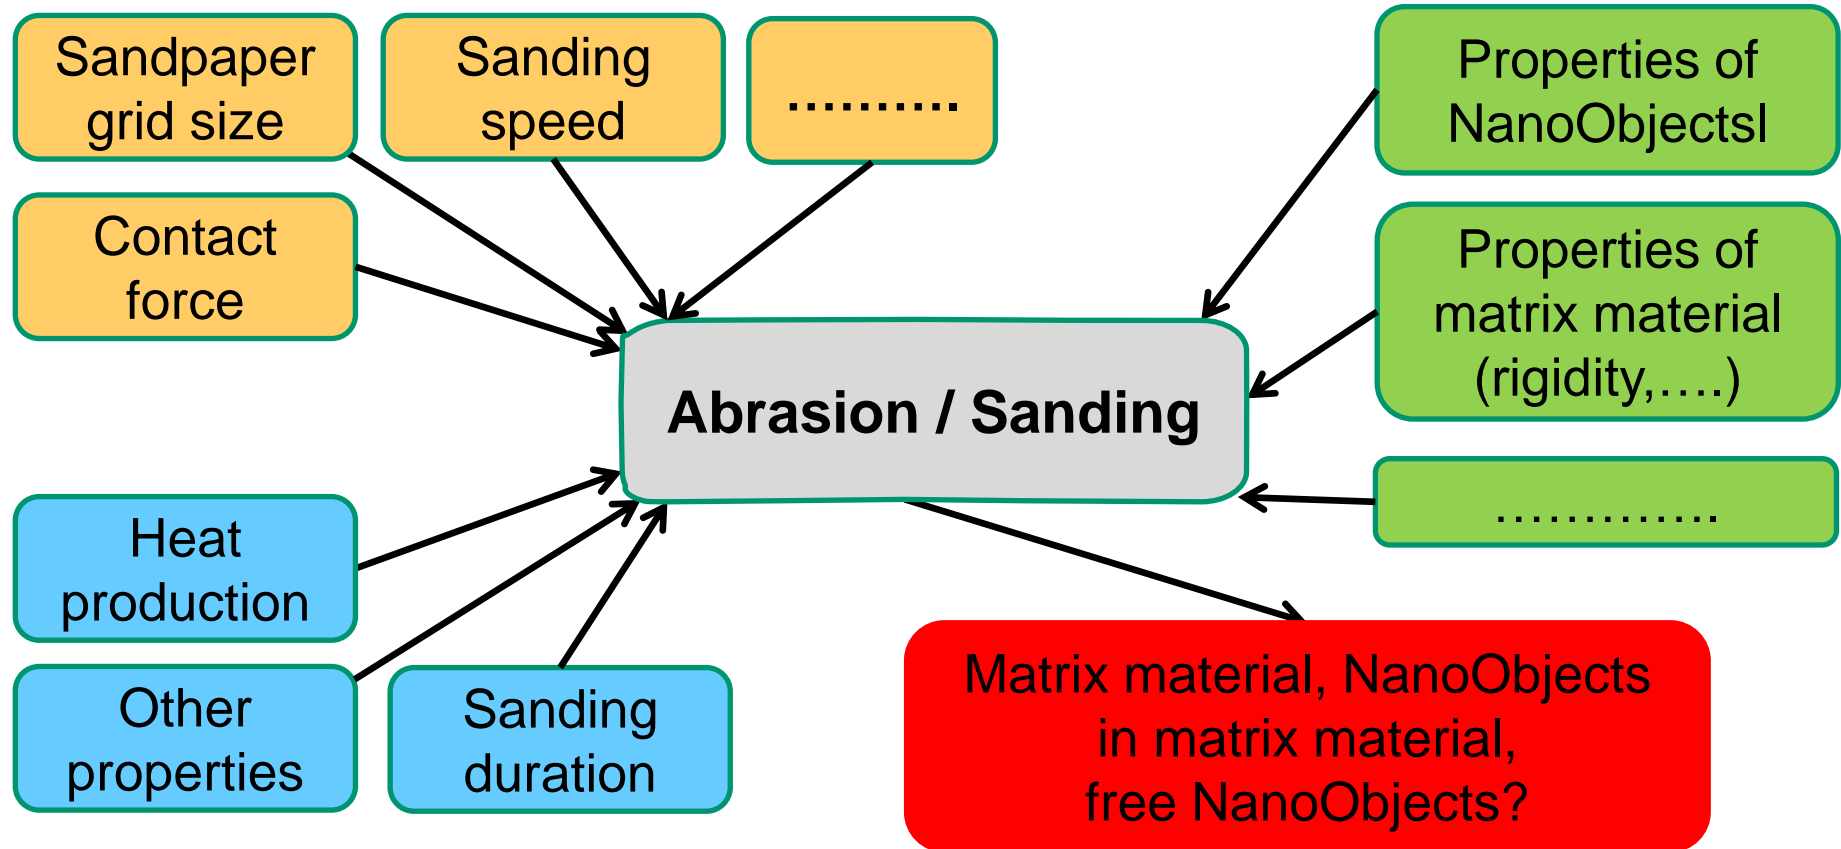 Sandpaper
grid size
Sanding
speed
……….
Contact
force
Properties of
NanoObjectsl
Properties of
matrix material
(rigidity,….)
………….
Abrasion / Sanding
Heat
production
Other
properties
Sanding
duration
Matrix material, NanoObjects
in matrix material,
free NanoObjects?